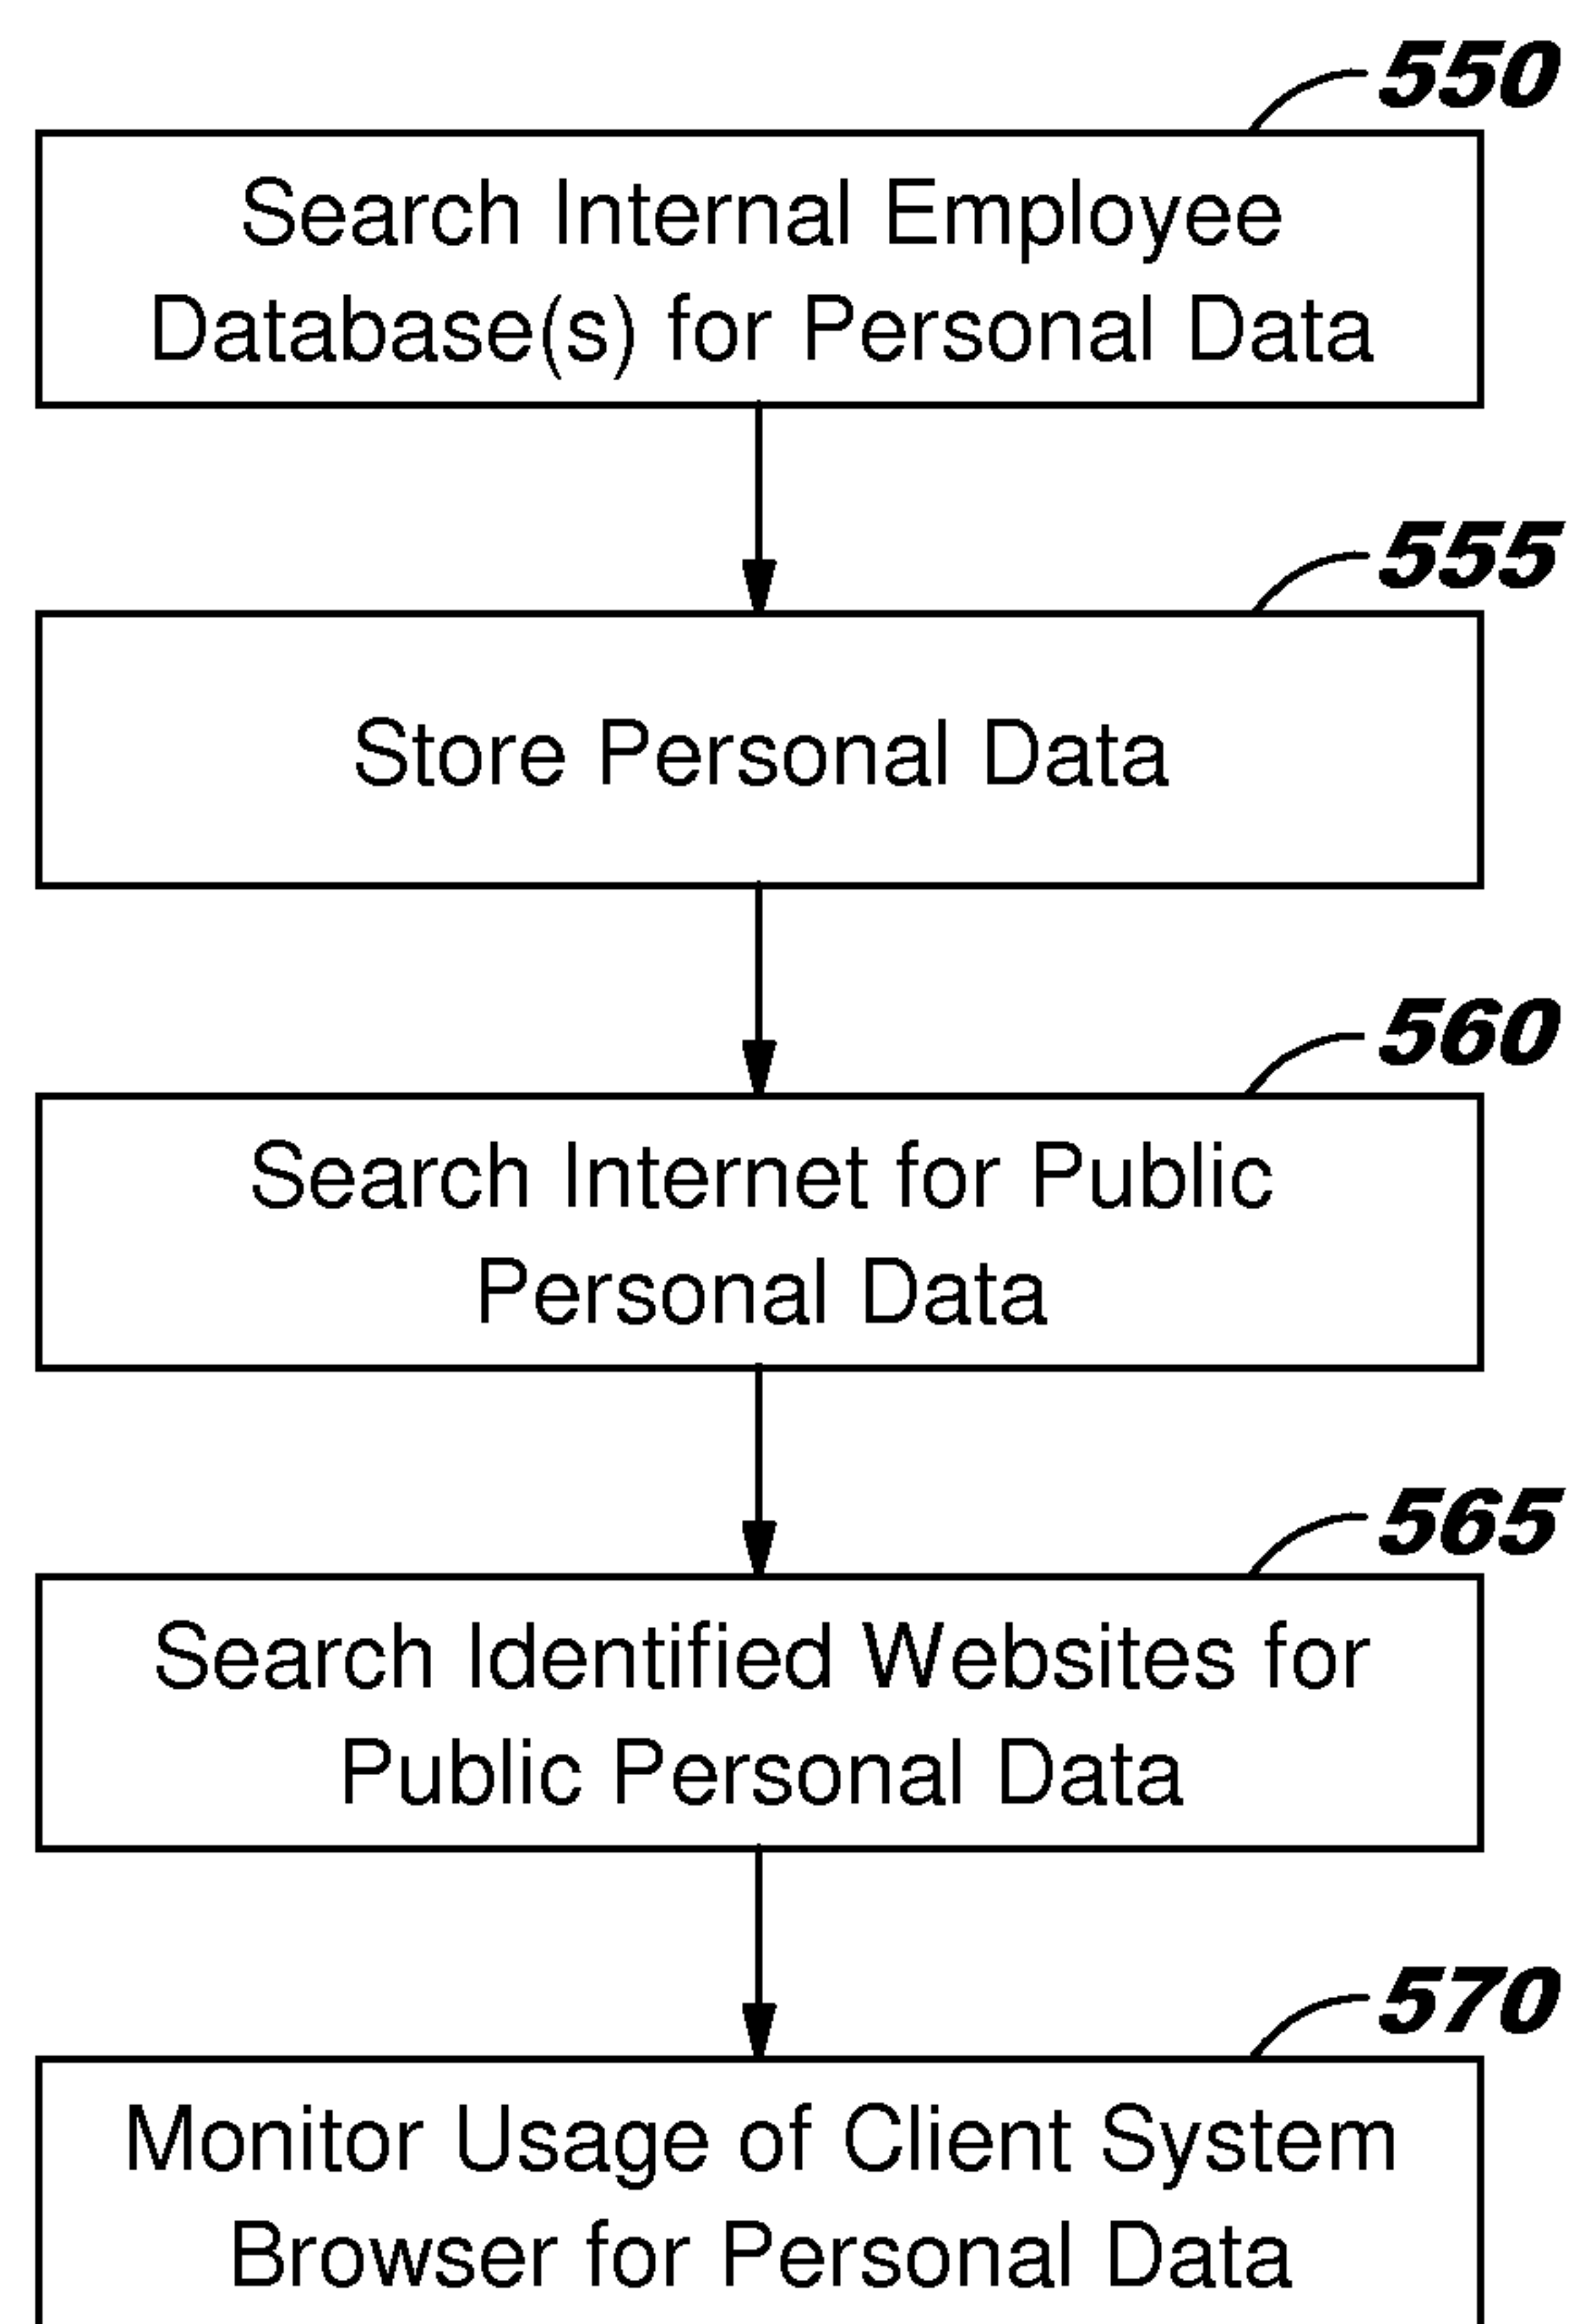 550
Search Internal Employee
Database(s) for Personal Data
555
Store Personal Data
560
Search Internet for Public
Personal Data
565
Search Identified Websites for
Public Personal Data
570
Monitor Usage of Client System
Browser for Personal Data